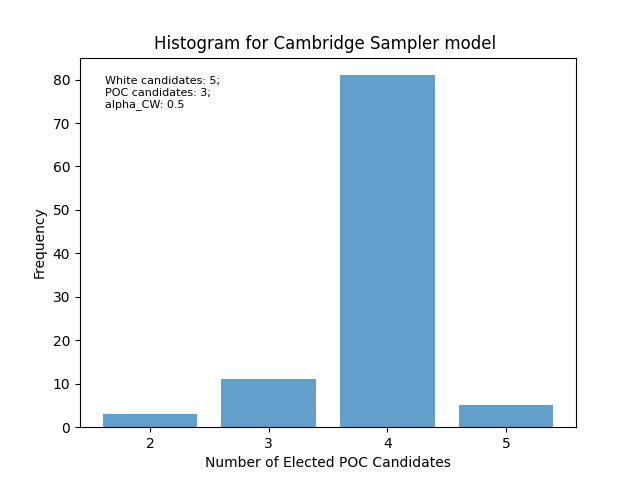 Histogram for Cambridge Sampler model
White candidates: 5;
POC candidates: 3;
alpha_CW: 0.5
80
70
60
50
40
30
20
10
0
Frequency
2 3 4 5
Number of Elected POC Candidates